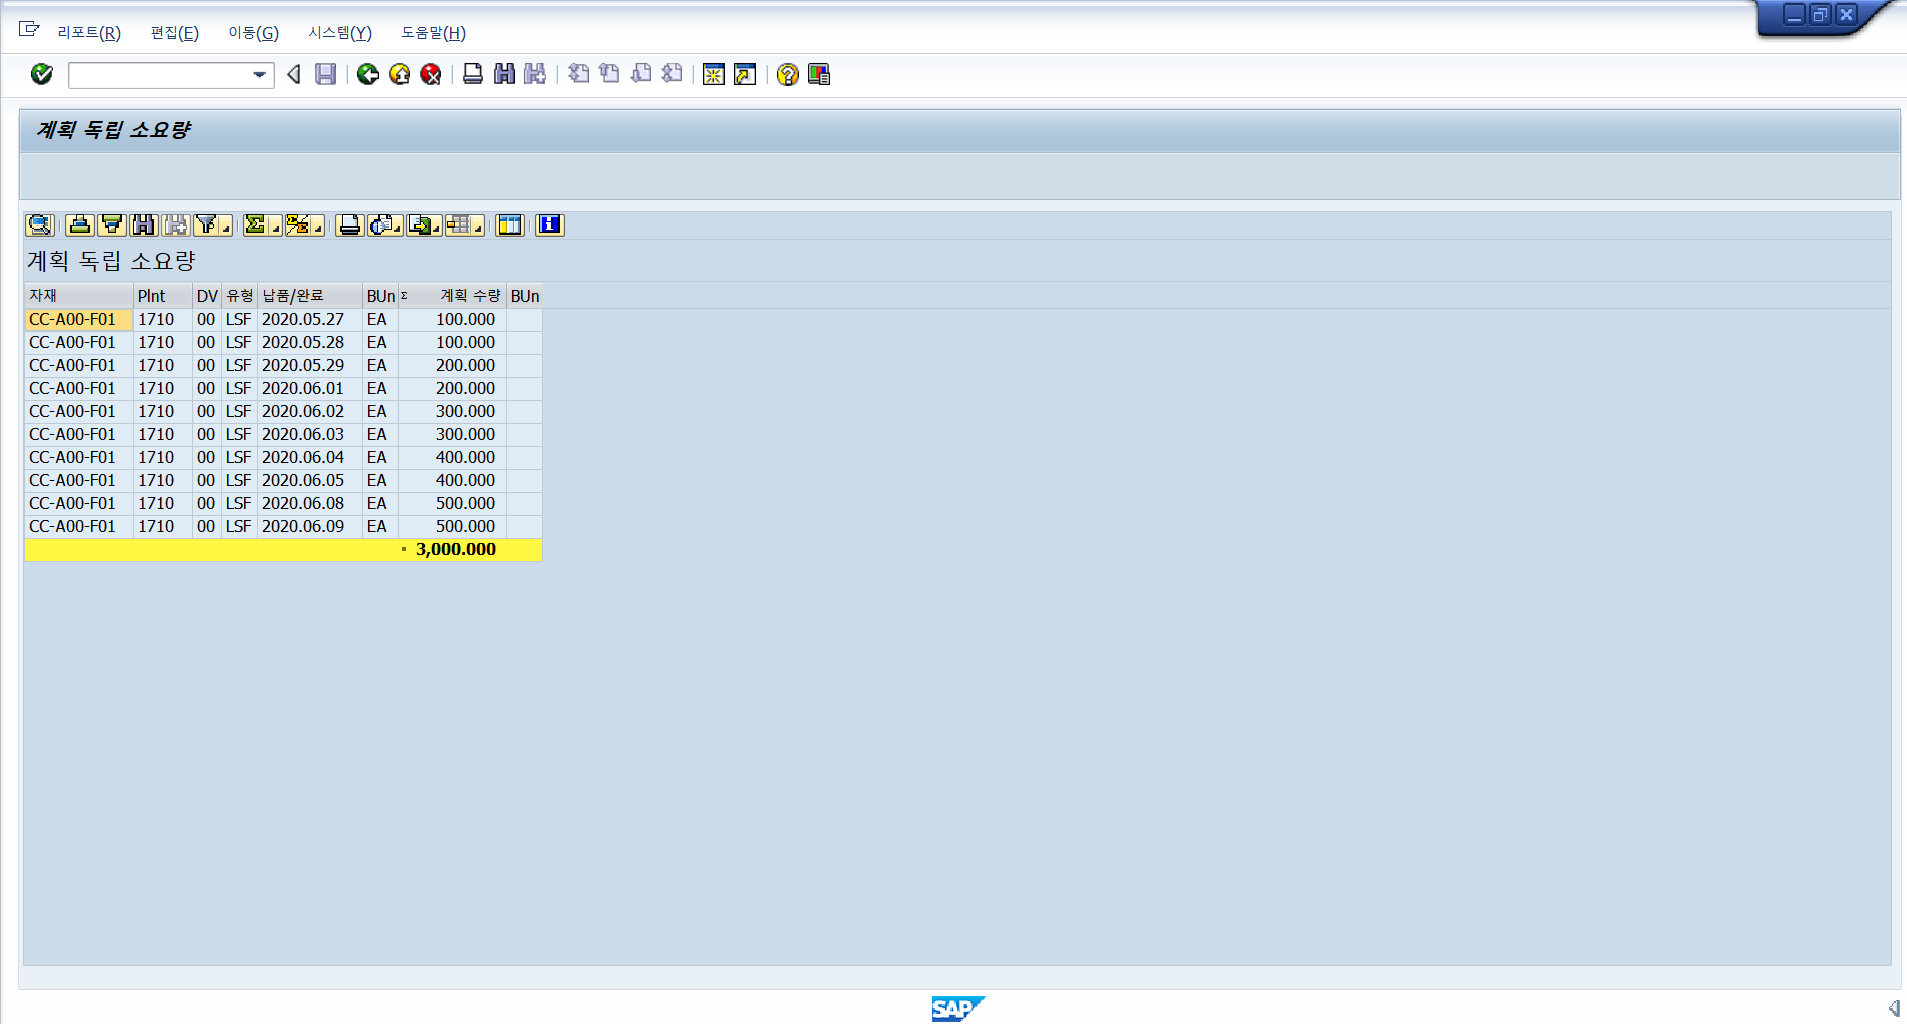 리포트(R) 편집(E) 이동(G) 시스템(Y) 도움말(H)
계획 독립 소요량
계획 독립 소요량
자재 Plnt DV 유형 납품/완료 BUn Σ 계획 수량 BUn
CC-A00-F01 1710 00 LSF 2020.05.27 EA 100.000
CC-A00-F01 1710 00 LSF 2020.05.28 EA 100.000
CC-A00-F01 1710 00 LSF 2020.05.29 EA 200.000
CC-A00-F01 1710 00 LSF 2020.06.01 EA 200.000
CC-A00-F01 1710 00 LSF 2020.06.02 EA 300.000
CC-A00-F01 1710 00 LSF 2020.06.03 EA 300.000
CC-A00-F01 1710 00 LSF 2020.06.04 EA 400.000
CC-A00-F01 1710 00 LSF 2020.06.05 EA 400.000
CC-A00-F01 1710 00 LSF 2020.06.08 EA 500.000
CC-A00-F01 1710 00 LSF 2020.06.09 EA 500.000
▪ 3,000.000
SAP